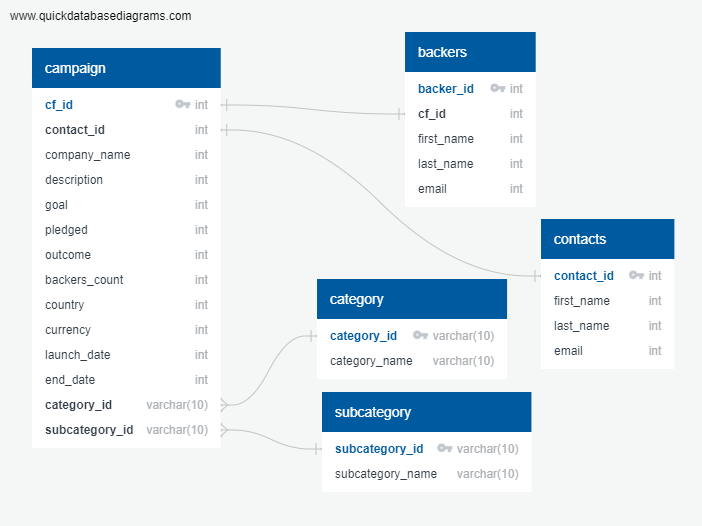 www.quickdatabasediagrams.com
campaign
cf_id int
contact_id int
company_name int
description int
goal int
pledged int
outcome int
backers_count int
country int
currency int
launch_date int
end_date int
category_id varchar(10)
subcategory_id varchar(10)
backers
backer_id int
cf_id int
first_name int
last_name int
email int
contacts
contact_id int
first_name int
last_name int
email int
category
category_id varchar(10)
category_name varchar(10)
subcategory
subcategory_id varchar(10)
subcategory_name varchar(10)